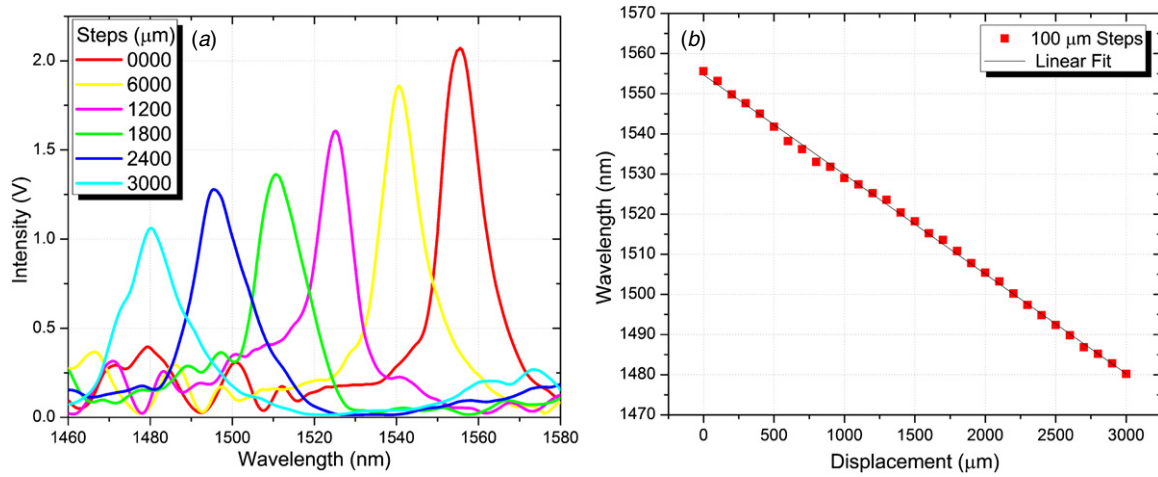 Steps (μm)
0000
6000
1200
1800
2400
3000
(a)
2.0
1.5
1.0
0.5
0.0
Intensity (V)
1460 1480 1500 1520 1540 1560 1580
Wavelength (nm)
(b)
100 μm Steps
Linear Fit
1570
1560
1550
1540
1530
1520
1510
1500
1490
1480
1470
Wavelength (nm)
0 500 1000 1500 2000 2500 3000
Displacement (μm)